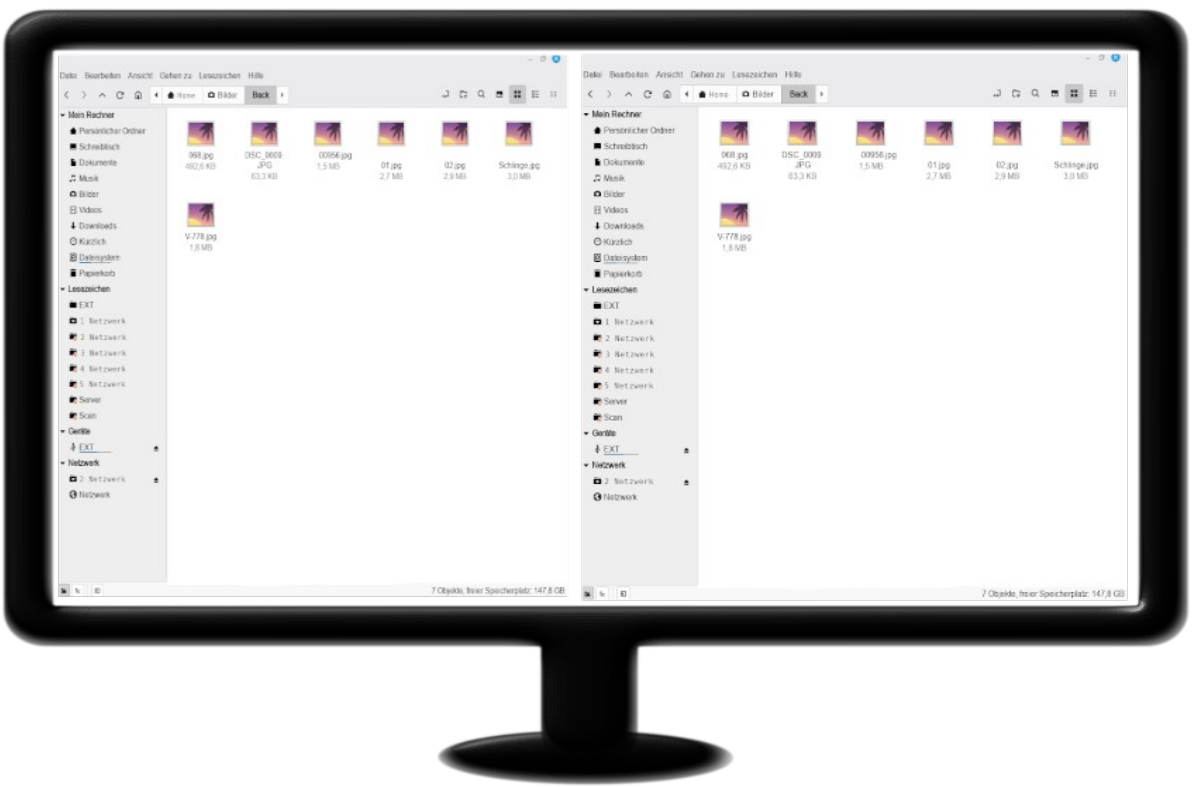 Datei Bearbeiten Ansicht Gehen zu Lesezeichen Hilfe
Home Bilder Back
Mein Rechner
Persönlicher Ordner
Schreibtisch
Dokumente
Musik
Bilder
Videos
Downloads
Kürzlich
Dateisystem
Papierkorb
Lesezeichen
EXT
1 Netzwerk
2 Netzwerk
3 Netzwerk
4 Netzwerk
5 Netzwerk
Server
Scan
Geräte
EXT
Netzwerk
2 Netzwerk
Netzwerk
068.jpg
492,6 KB
DSC_0009.
JPG
63,3 KB
00956.jpg
1,5 MB
01.jpg
2,7 MB
02.jpg
2,9 MB
Schlinge.jpg
3,0 MB
V-778.jpg
1,8 MB
7 Objekte, freier Speicherplatz: 147,8 GB
Datei Bearbeiten Ansicht Gehen zu Lesezeichen Hilfe
Home Bilder Back
Mein Rechner
Persönlicher Ordner
Schreibtisch
Dokumente
Musik
Bilder
Videos
Downloads
Kürzlich
Dateisystem
Papierkorb
Lesezeichen
EXT
1 Netzwerk
2 Netzwerk
3 Netzwerk
4 Netzwerk
5 Netzwerk
Server
Scan
Geräte
EXT
Netzwerk
2 Netzwerk
Netzwerk
068.jpg
492,6 KB
DSC_0009.
JPG
63,3 KB
00956.jpg
1,5 MB
01.jpg
2,7 MB
02.jpg
2,9 MB
Schlinge.jpg
3,0 MB
V-778.jpg
1,8 MB
7 Objekte, freier Speicherplatz: 147,8 GB